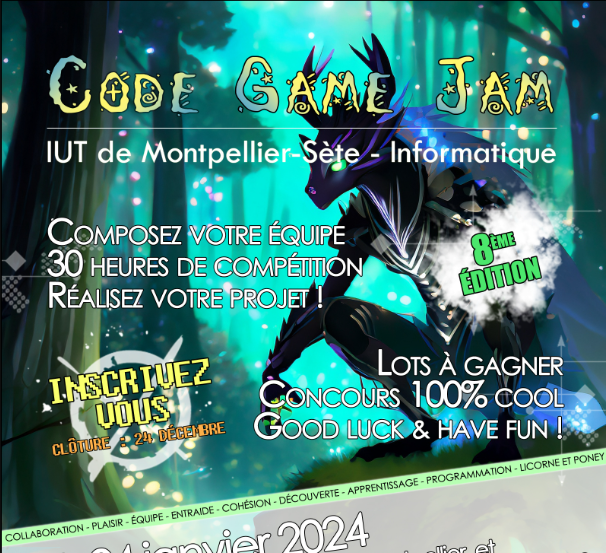 Code Game Jam
IUT de Montpellier-Sète - Informatique
Composez votre équipe
30 heures de compétition
Réalisez votre projet !
8ÈME
ÉDITION
INSCRIVEZ
VOUS
CLÔTURE : 24 DÉCEMBRE
Lots à gagner
Concours 100% cool
Good luck & have fun !
COLLABORATION - PLAISIR - ÉQUIPE - ENTRAIDE - COHÉSION - DÉCOUVERTE - APPRENTISSAGE - PROGRAMMATION - LICORNE ET PONEY
janvier 2024
et